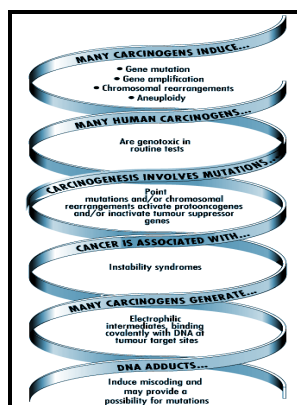 MANY CARCINOGENS INDUCE...
• Gene mutation
• Gene amplification
• Chromosomal rearrangements
• Aneuploidy
MANY HUMAN CARCINOGENS...
Are genotoxic in
routine tests
CARCINOGENESIS INVOLVES MUTATIONS...
Point
mutations and/or chromosomal
rearrangements activate protooncogenes
and/or inactivate tumour suppressor
genes
CANCER IS ASSOCIATED WITH...
Instability syndromes
MANY CARCINOGENS GENERATE...
Electrophilic
intermediates, binding
covalently with DNA at
tumour target sites
DNA ADDUCTS...
Induce miscoding and
may provide a
possibility for mutations